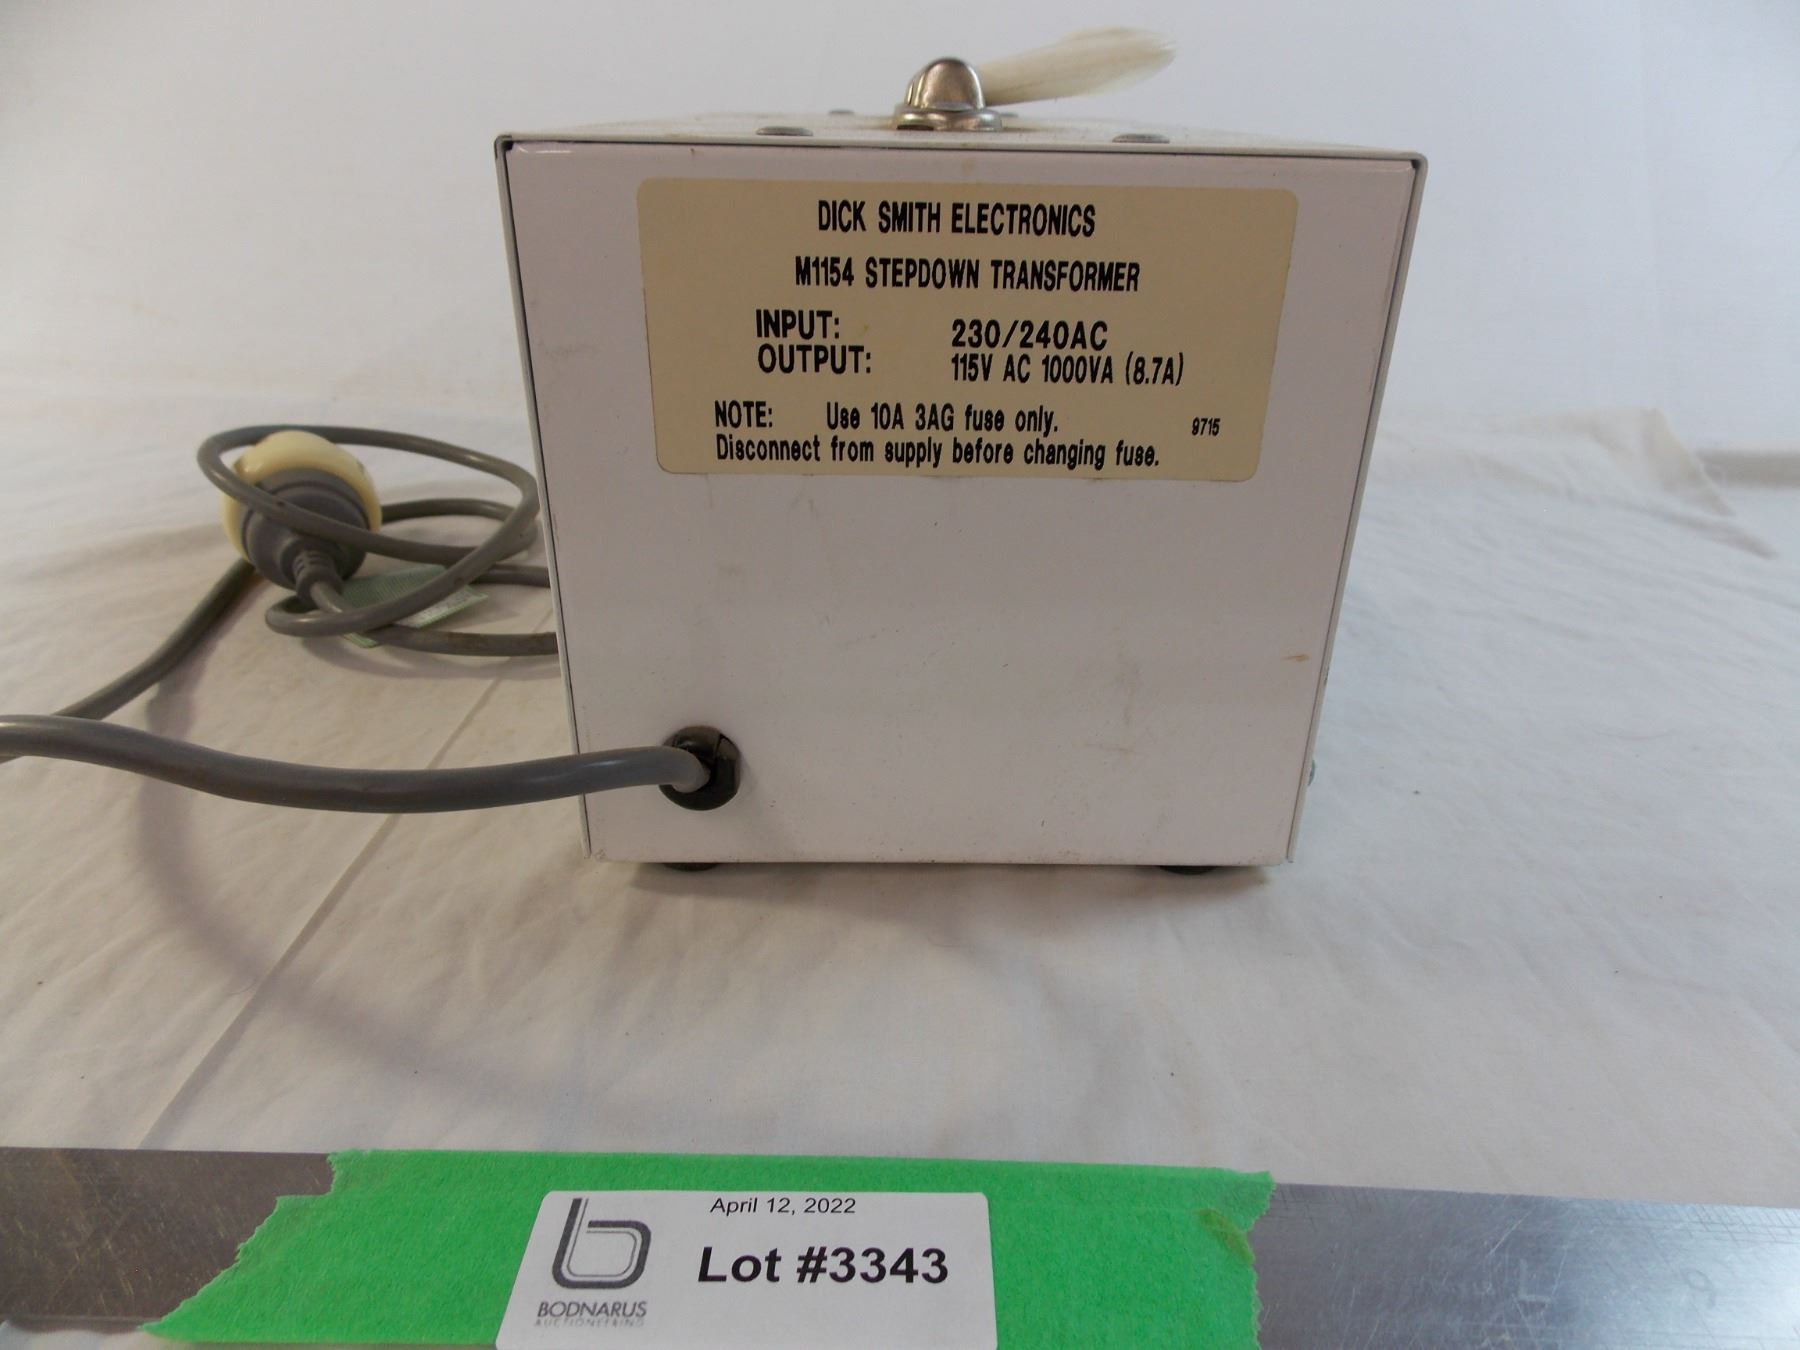 DICK SMITH ELECTRONICS
M1154 STEPDOWN TRANSFORMER
INPUT: 230/240AC
OUTPUT: 115V AC 1000VA (8.7A)
NOTE: Use 10A 3AG fuse only. 9715
Disconnect from supply before changing fuse.
April 12, 2022
Lot #3343
BODNARUS
AUCTIONEERING